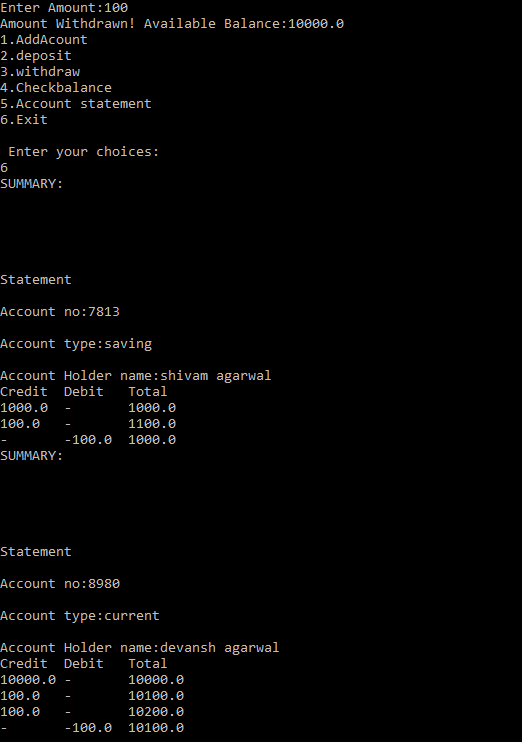 Enter Amount:100
Amount Withdrawn! Available Balance:10000.0
1.AddAcount
2.deposit
3.withdraw
4.Checkbalance
5.Account statement
6.Exit
Enter your choices:
6
SUMMARY:
Statement
Account no:7813
Account type:saving
Account Holder name:shivam agarwal
Credit  Debit   Total
1000.0  -       1000.0
100.0   -       1100.0
-       -100.0  1000.0
SUMMARY:
Statement
Account no:8980
Account type:current
Account Holder name:devansh agarwal
Credit  Debit   Total
10000.0 -       10000.0
100.0   -       10100.0
100.0   -       10200.0
-       -100.0  10100.0